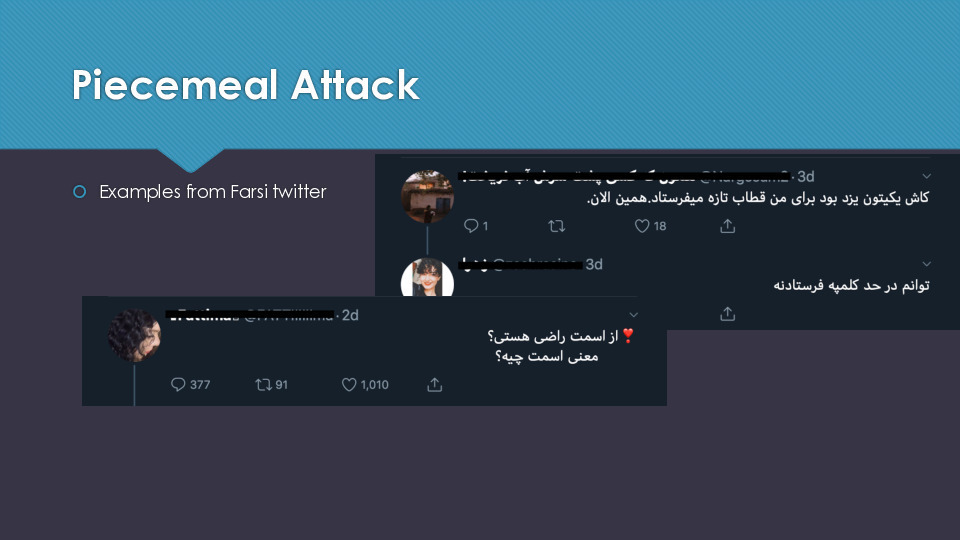 Piecemeal Attack
Examples from Farsi twitter
· 3d
کاش یکیتون یزد بود برای من قطاب تازه میفرستاد.همین الان.
1 18
3d
توانم در حد کلمپه فرستادنه
· 2d
❣️ از اسمت راضی هستی؟
معنی اسمت چیه؟
377 91 1,010